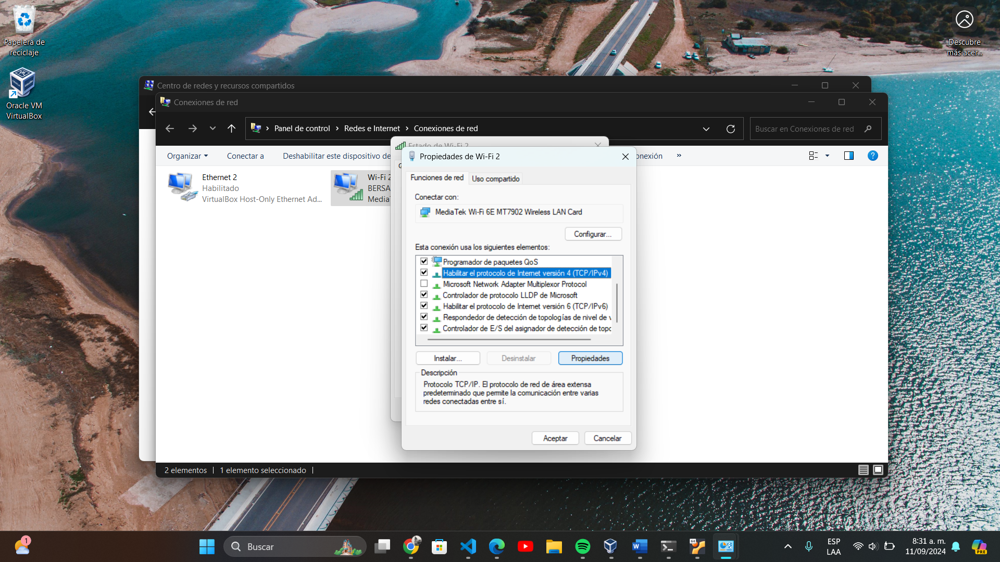 Papelera de
reciclaje
Oracle VM
VirtualBox
Descubre
más acer...
Centro de redes y recursos compartidos
Conexiones de red
Panel de control
Redes e Internet
Conexiones de red
Buscar en Conexiones de red
Organizar
Conectar a
Deshabilitar este dispositivo de
onexión
»
Ethernet 2
Habilitado
VirtualBox Host-Only Ethernet Ad...
Wi-Fi 2
BERSA
Media
Estado de Wi-Fi 2
Propiedades de Wi-Fi 2
Funciones de red
Uso compartido
Conectar con:
MediaTek Wi-Fi 6E MT7902 Wireless LAN Card
Configurar...
Esta conexión usa los siguientes elementos:
Programador de paquetes QoS
Habilitar el protocolo de Internet versión 4 (TCP/IPv4)
Microsoft Network Adapter Multiplexor Protocol
Controlador de protocolo LLDP de Microsoft
Habilitar el protocolo de Internet versión 6 (TCP/IPv6)
Respondedor de detección de topologías de nivel de v
Controlador de E/S del asignador de detección de topo
Instalar...
Desinstalar
Propiedades
Descripción
Protocolo TCP/IP. El protocolo de red de área extensa
predeterminado que permite la comunicación entre varias
redes conectadas entre sí.
Aceptar
Cancelar
2 elementos
1 elemento seleccionado
1
Buscar
64
ESP
LAA
8:31 a. m.
11/09/2024
PRE